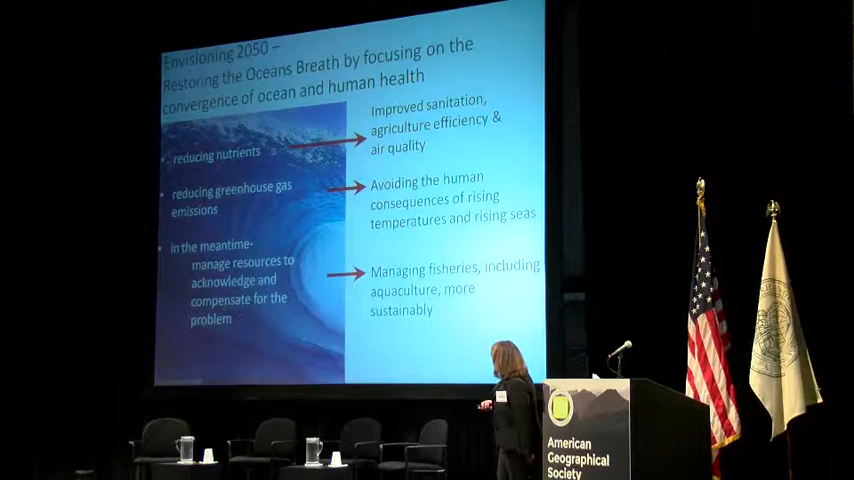 Envisioning 2050 –
Restoring the Oceans Breath by focusing on the
convergence of ocean and human health
• reducing nutrients
• reducing greenhouse gas
emissions
• in the meantime-
manage resources to
acknowledge and
compensate for the
problem
Improved sanitation,
agriculture efficiency &
air quality
Avoiding the human
consequences of rising
temperatures and rising seas
Managing fisheries, including
aquaculture, more
sustainably
American
Geographical
Society